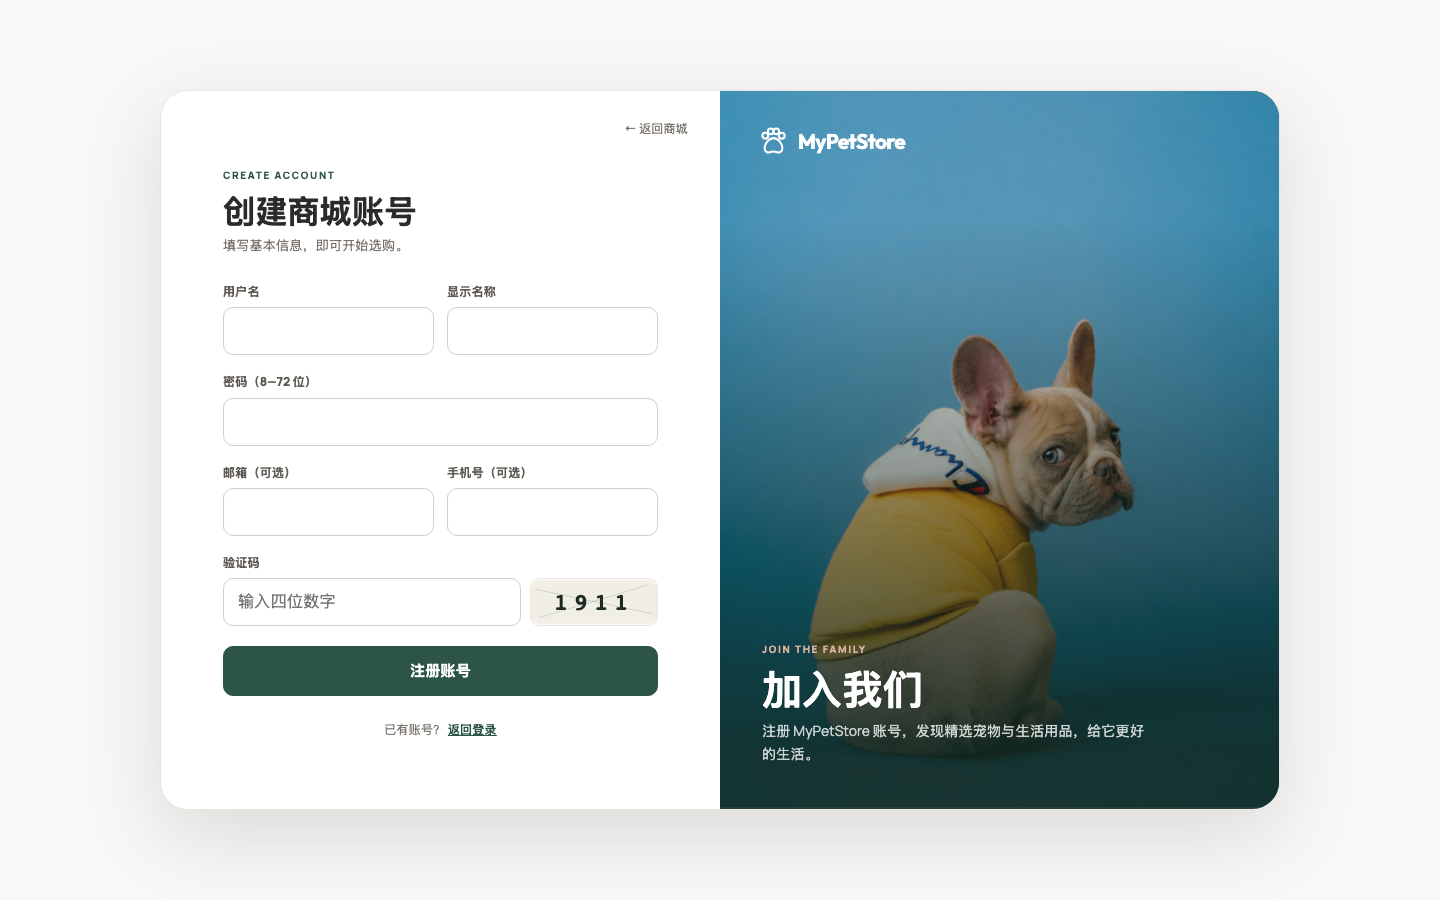 ← 返回商城
CREATE ACCOUNT
创建商城账号
填写基本信息，即可开始选购。
用户名
显示名称
密码（8—72 位）
邮箱（可选）
手机号（可选）
验证码
输入四位数字
1911
注册账号
已有账号？ 返回登录
MyPetStore
Champ
JOIN THE FAMILY
加入我们
注册 MyPetStore 账号，发现精选宠物与生活用品，给它更好
的生活。